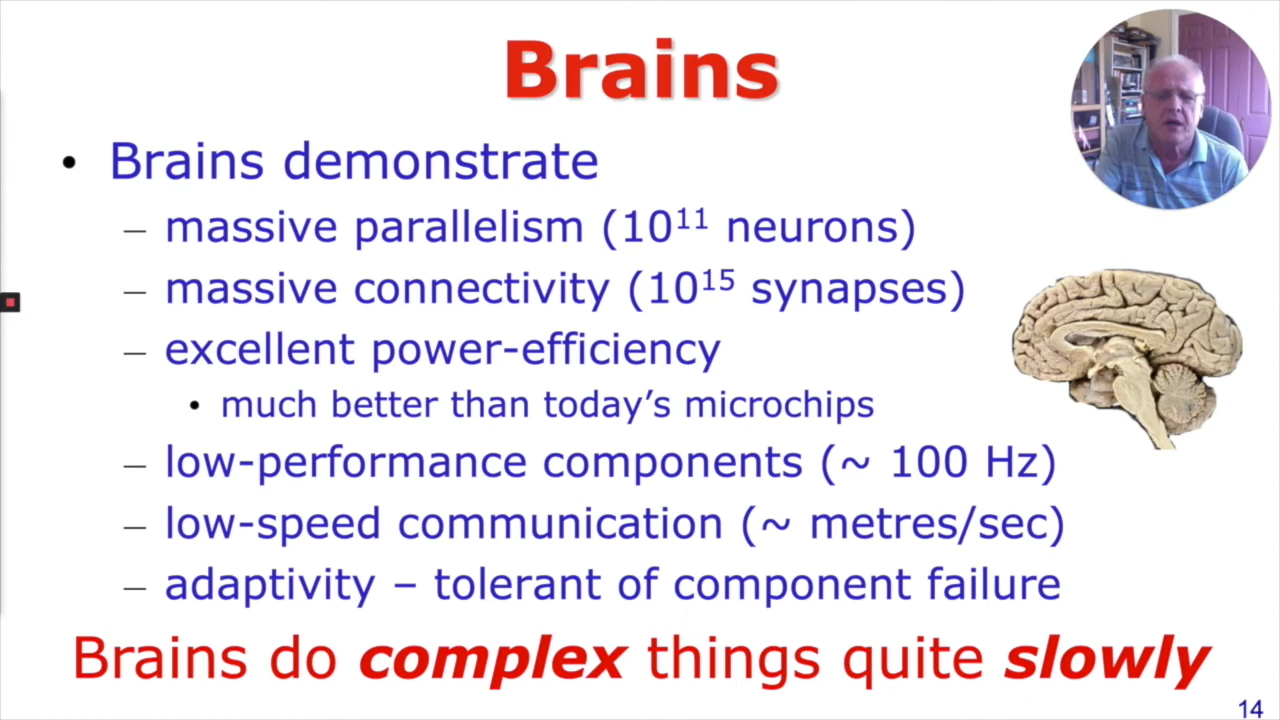 Brains
• Brains demonstrate
– massive parallelism (10¹¹ neurons)
– massive connectivity (10¹⁵ synapses)
– excellent power-efficiency
• much better than today’s microchips
– low-performance components (~ 100 Hz)
– low-speed communication (~ metres/sec)
– adaptivity – tolerant of component failure
Brains do complex things quite slowly
14